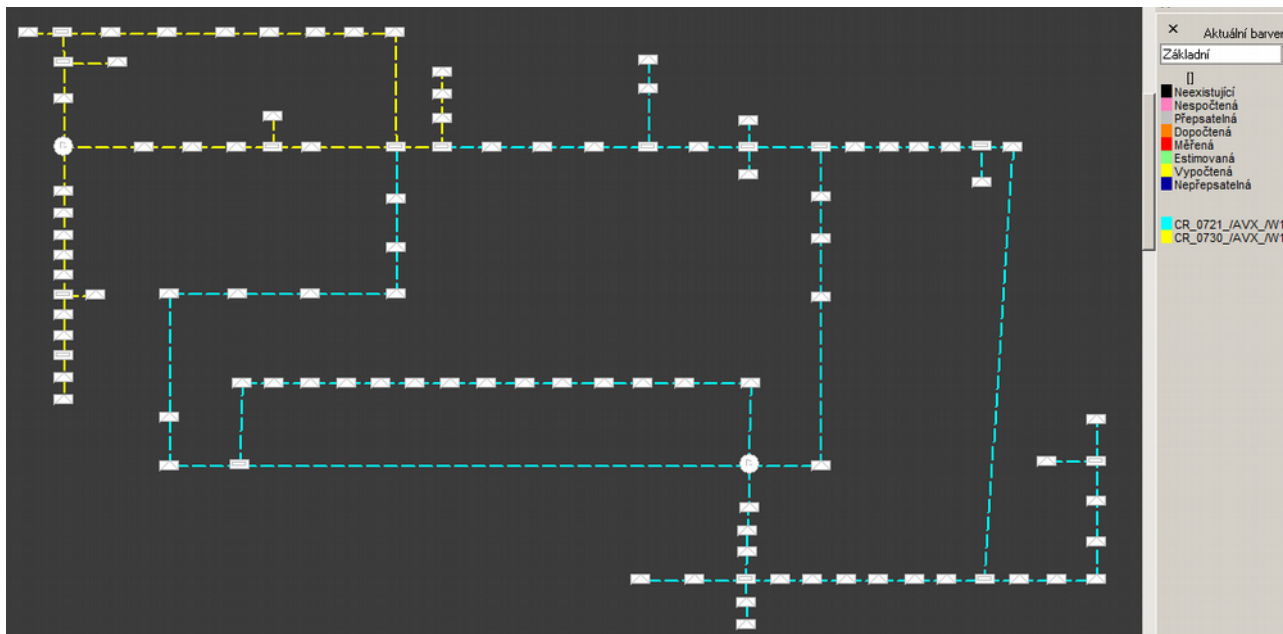 Aktuální barven
Základní
[]
Neexistující
Nespočtená
Přepsatelná
Dopočtená
Měřená
Estimovaná
Vypočtená
Nepřepsatelná
CR_0721_/AVX_/W1
CR_0730_/AVX_/W1